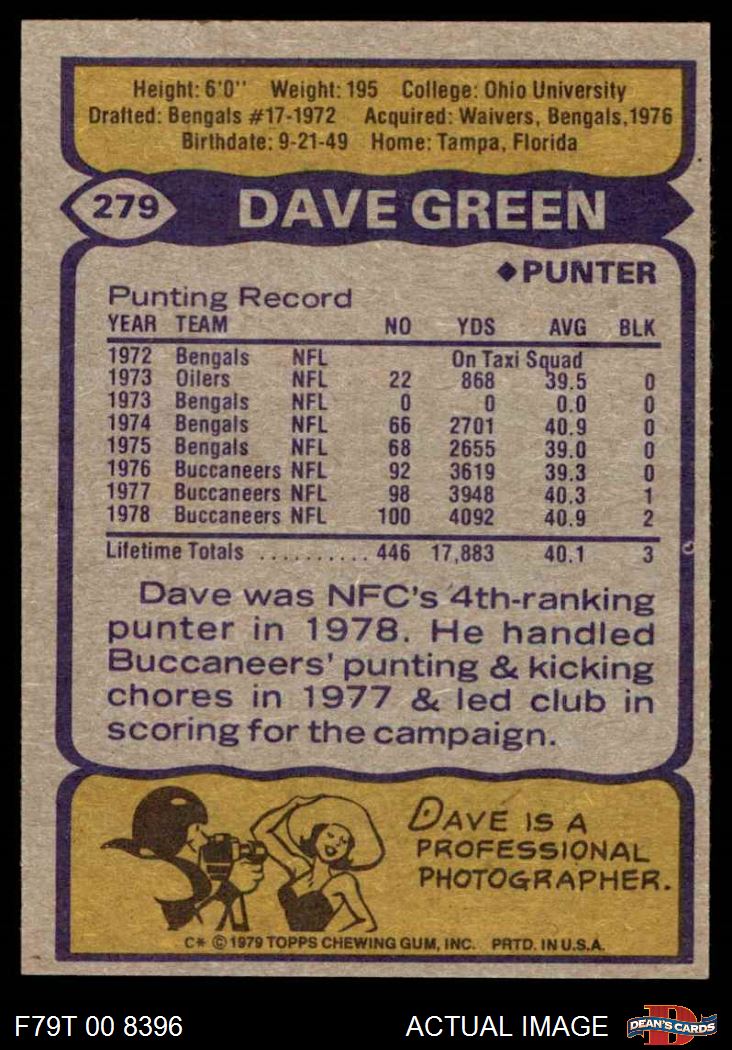 Height: 6'0" Weight: 195 College: Ohio University
Drafted: Bengals #17-1972 Acquired: Waivers, Bengals, 1976
Birthdate: 9-21-49 Home: Tampa, Florida
279 DAVE GREEN
◆PUNTER
Punting Record
YEAR TEAM NO YDS AVG BLK
1972 Bengals NFL On Taxi Squad
1973 Oilers NFL 22 868 39.5 0
1973 Bengals NFL 0 0 0.0 0
1974 Bengals NFL 66 2701 40.9 0
1975 Bengals NFL 68 2655 39.0 0
1976 Buccaneers NFL 92 3619 39.3 0
1977 Buccaneers NFL 98 3948 40.3 1
1978 Buccaneers NFL 100 4092 40.9 2
Lifetime Totals .......... 446 17,883 40.1 3
Dave was NFC's 4th-ranking
punter in 1978. He handled
Buccaneers' punting & kicking
chores in 1977 & led club in
scoring for the campaign.
DAVE IS A
PROFESSIONAL
PHOTOGRAPHER.
C* © 1979 TOPPS CHEWING GUM, INC. PRTD. IN U.S.A.
F79T 00 8396 ACTUAL IMAGE DEAN'S CARDS